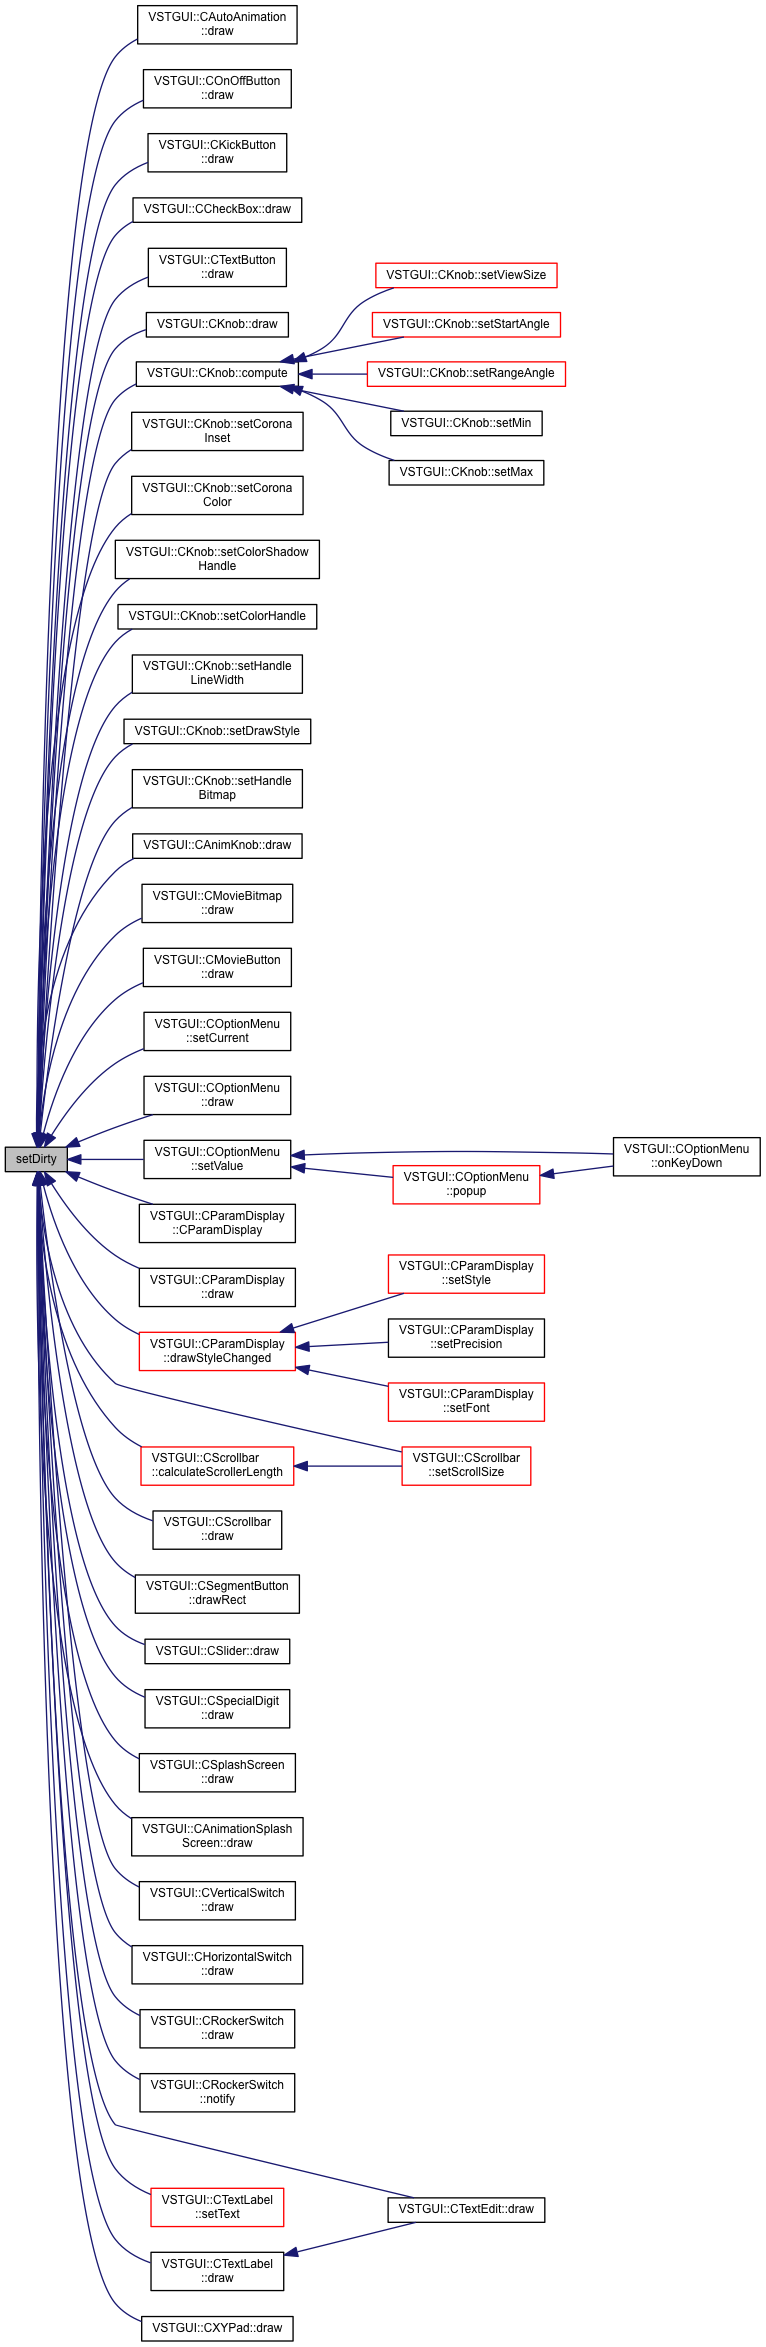 VSTGUI::CAutoAnimation
::draw
VSTGUI::COnOffButton
::draw
VSTGUI::CKickButton
::draw
VSTGUI::CCheckBox::draw
VSTGUI::CTextButton
::draw
VSTGUI::CKnob::draw
VSTGUI::CKnob::compute
VSTGUI::CKnob::setViewSize
VSTGUI::CKnob::setStartAngle
VSTGUI::CKnob::setRangeAngle
VSTGUI::CKnob::setMin
VSTGUI::CKnob::setMax
VSTGUI::CKnob::setCorona
Inset
VSTGUI::CKnob::setCorona
Color
VSTGUI::CKnob::setColorShadow
Handle
VSTGUI::CKnob::setColorHandle
VSTGUI::CKnob::setHandle
LineWidth
VSTGUI::CKnob::setDrawStyle
VSTGUI::CKnob::setHandle
Bitmap
VSTGUI::CAnimKnob::draw
VSTGUI::CMovieBitmap
::draw
VSTGUI::CMovieButton
::draw
VSTGUI::COptionMenu
::setCurrent
VSTGUI::COptionMenu
::draw
setDirty
VSTGUI::COptionMenu
::setValue
VSTGUI::COptionMenu
::popup
VSTGUI::COptionMenu
::onKeyDown
VSTGUI::CParamDisplay
::CParamDisplay
VSTGUI::CParamDisplay
::draw
VSTGUI::CParamDisplay
::drawStyleChanged
VSTGUI::CParamDisplay
::setStyle
VSTGUI::CParamDisplay
::setPrecision
VSTGUI::CParamDisplay
::setFont
VSTGUI::CScrollbar
::calculateScrollerLength
VSTGUI::CScrollbar
::setScrollSize
VSTGUI::CScrollbar
::draw
VSTGUI::CSegmentButton
::drawRect
VSTGUI::CSlider::draw
VSTGUI::CSpecialDigit
::draw
VSTGUI::CSplashScreen
::draw
VSTGUI::CAnimationSplash
Screen::draw
VSTGUI::CVerticalSwitch
::draw
VSTGUI::CHorizontalSwitch
::draw
VSTGUI::CRockerSwitch
::draw
VSTGUI::CRockerSwitch
::notify
VSTGUI::CTextLabel
::setText
VSTGUI::CTextEdit::draw
VSTGUI::CTextLabel
::draw
VSTGUI::CXYPad::draw